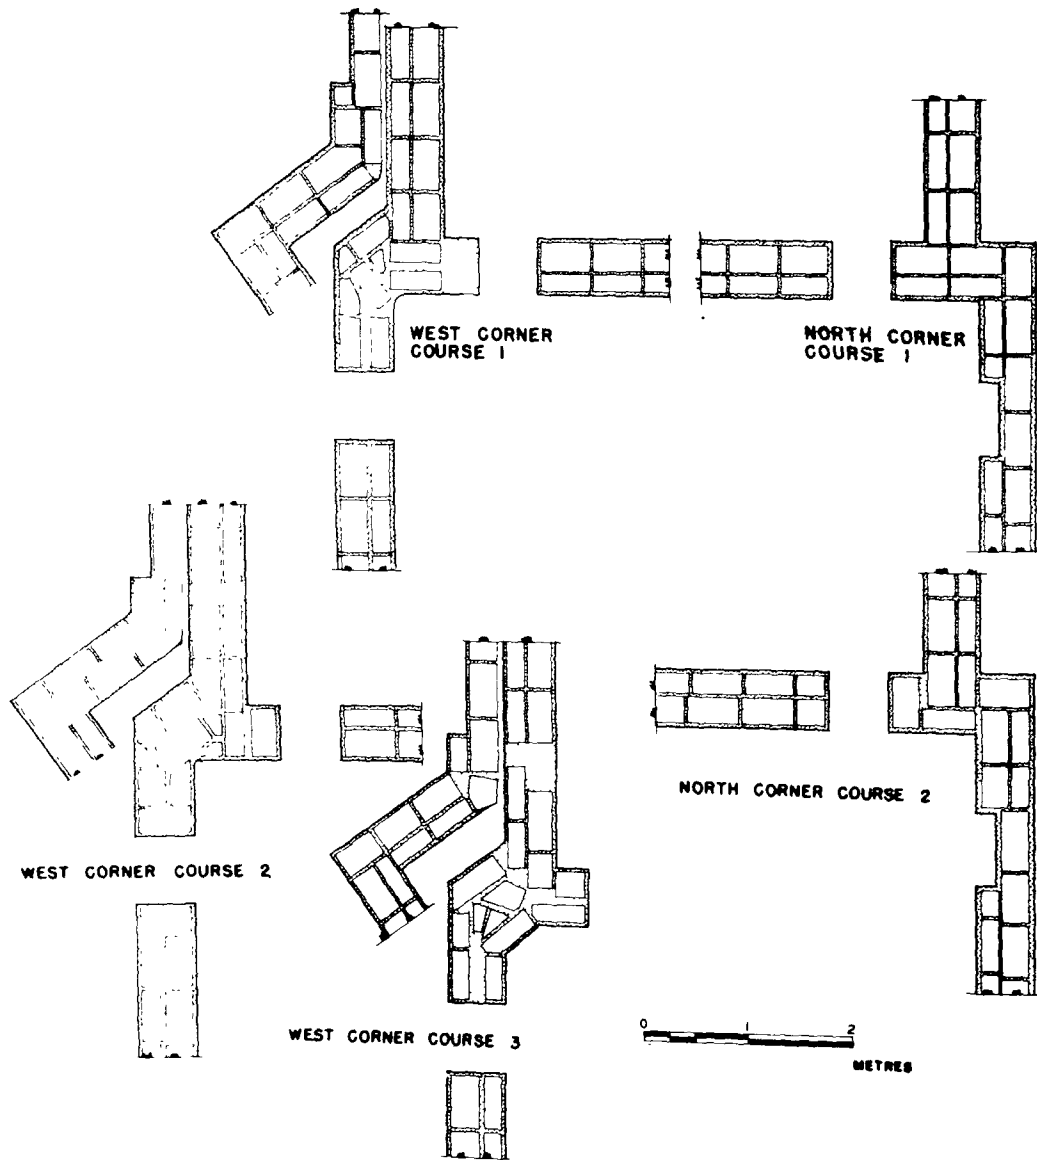 WEST CORNER
COURSE 1
NORTH CORNER
COURSE 1
NORTH CORNER COURSE 2
WEST CORNER COURSE 2
WEST CORNER COURSE 3
0 1 2
METRES